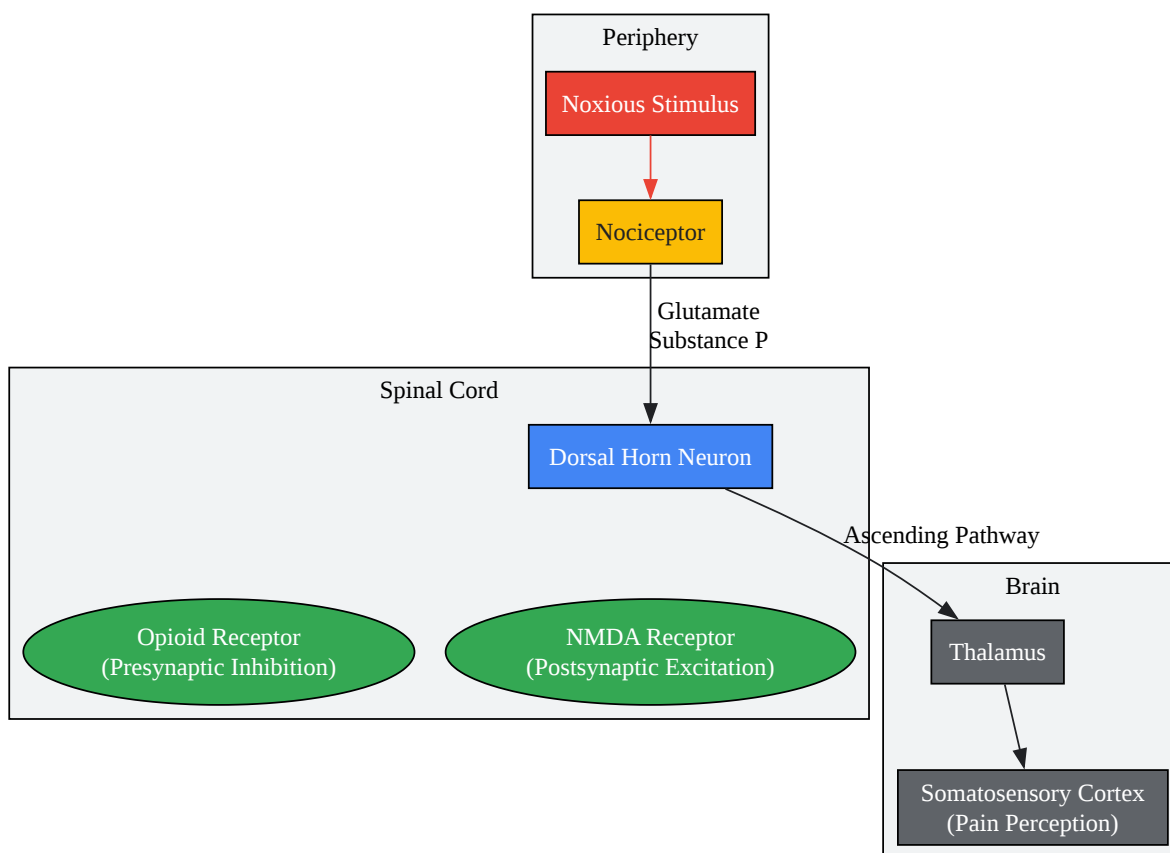 Periphery
Noxious Stimulus
Nociceptor
Glutamate
Substance P
Spinal Cord
Dorsal Horn Neuron
Ascending Pathway
Opioid Receptor
(Presynaptic Inhibition)
NMDA Receptor
(Postsynaptic Excitation)
Brain
Thalamus
Somatosensory Cortex
(Pain Perception)